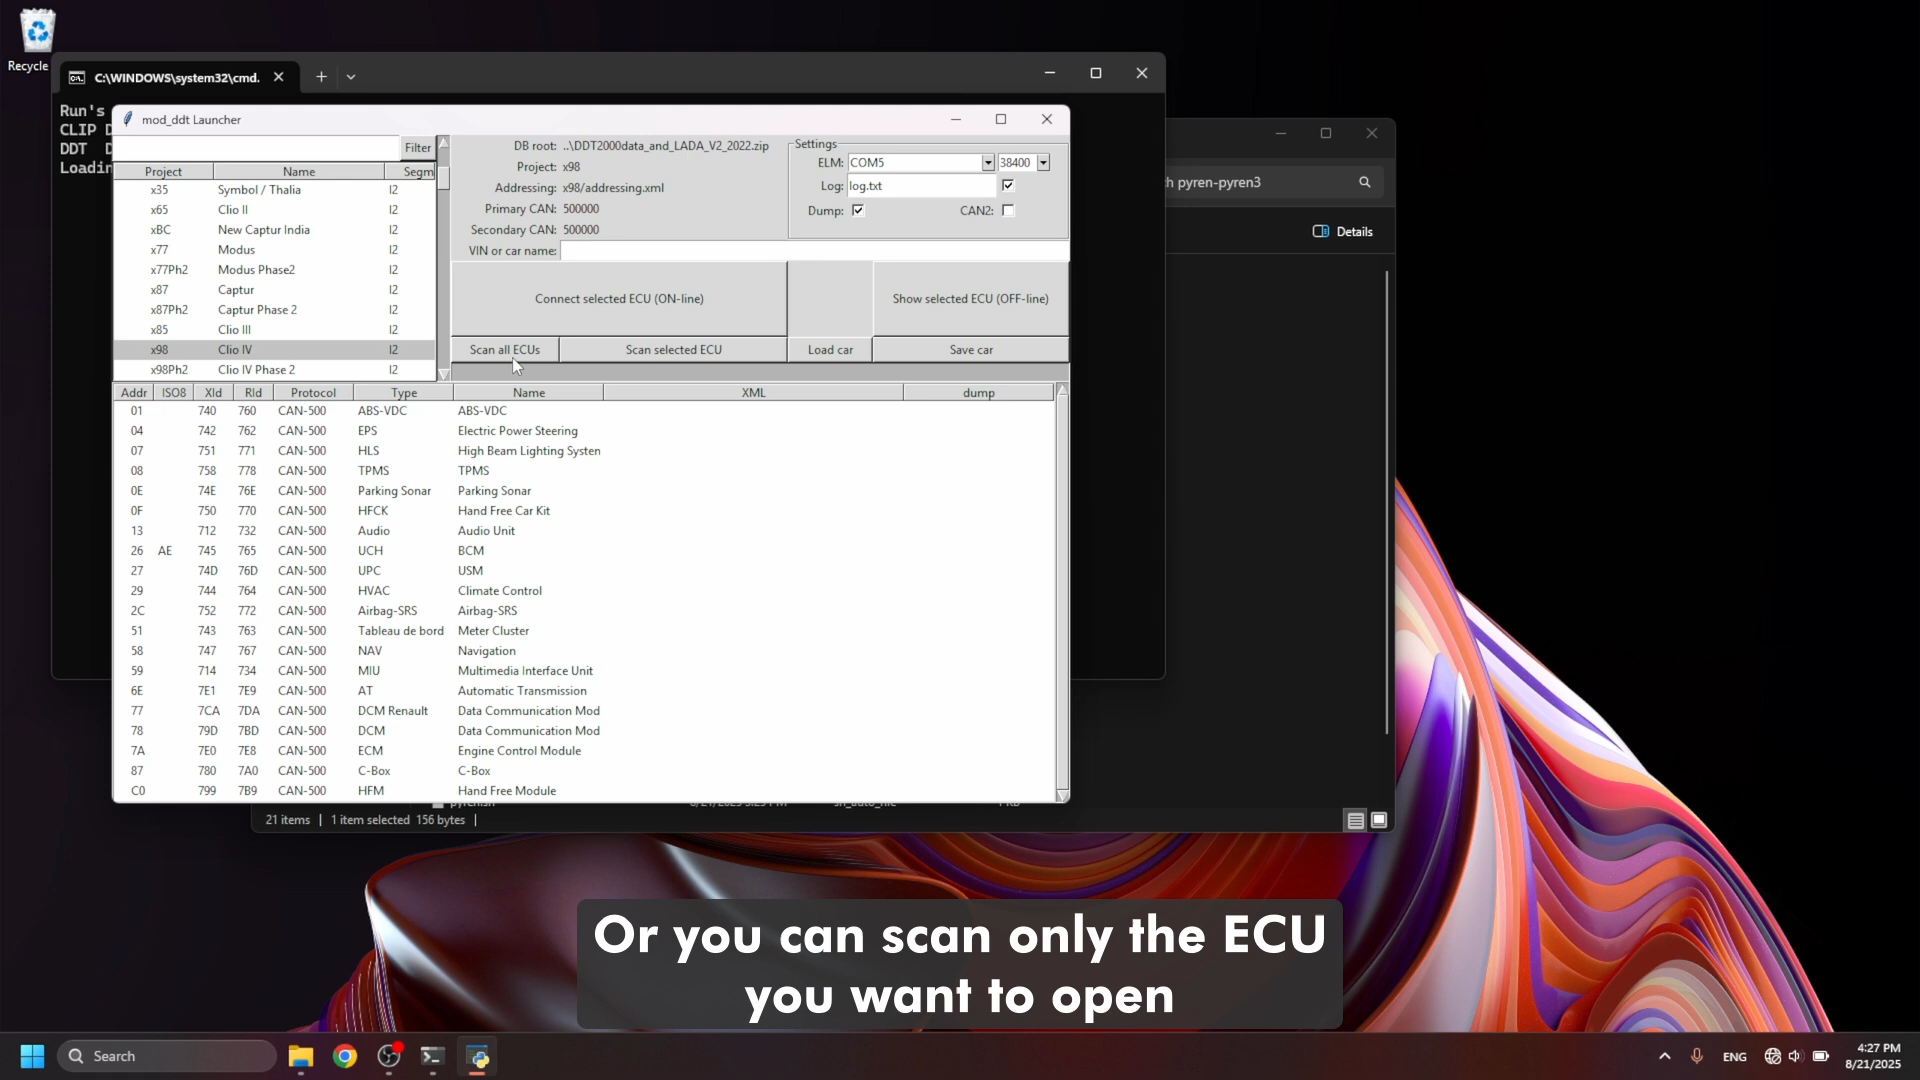 Recycle
C:\WINDOWS\system32\cmd.
Run's
CLIP D
DDT D
Loadin
mod_ddt Launcher
Filter
Project Name Segm
x35 Symbol / Thalia I2
x65 Clio II I2
xBC New Captur India I2
x77 Modus I2
x77Ph2 Modus Phase2 I2
x87 Captur I2
x87Ph2 Captur Phase 2 I2
x85 Clio III I2
x98 Clio IV I2
x98Ph2 Clio IV Phase 2 I2
DB root: ..\DDT2000data_and_LADA_V2_2022.zip
Project: x98
Addressing: x98/addressing.xml
Primary CAN: 500000
Secondary CAN: 500000
VIN or car name:
Settings
ELM: COM5 38400
Log: log.txt
Dump: CAN2:
Connect selected ECU (ON-line)
Show selected ECU (OFF-line)
Scan all ECUs Scan selected ECU Load car Save car
Addr ISO8 XId RId Protocol Type Name XML dump
01 740 760 CAN-500 ABS-VDC ABS-VDC
04 742 762 CAN-500 EPS Electric Power Steering
07 751 771 CAN-500 HLS High Beam Lighting Systen
08 758 778 CAN-500 TPMS TPMS
0E 74E 76E CAN-500 Parking Sonar Parking Sonar
0F 750 770 CAN-500 HFCK Hand Free Car Kit
13 712 732 CAN-500 Audio Audio Unit
26 AE 745 765 CAN-500 UCH BCM
27 74D 76D CAN-500 UPC USM
29 744 764 CAN-500 HVAC Climate Control
2C 752 772 CAN-500 Airbag-SRS Airbag-SRS
51 743 763 CAN-500 Tableau de bord Meter Cluster
58 747 767 CAN-500 NAV Navigation
59 714 734 CAN-500 MIU Multimedia Interface Unit
6E 7E1 7E9 CAN-500 AT Automatic Transmission
77 7CA 7DA CAN-500 DCM Renault Data Communication Mod
78 79D 7BD CAN-500 DCM Data Communication Mod
7A 7E0 7E8 CAN-500 ECM Engine Control Module
87 780 7A0 CAN-500 C-Box C-Box
C0 799 7B9 CAN-500 HFM Hand Free Module
h pyren-pyren3
Details
21 items | 1 item selected 156 bytes |
Or you can scan only the ECU
you want to open
Search
ENG
4:27 PM
8/21/2025